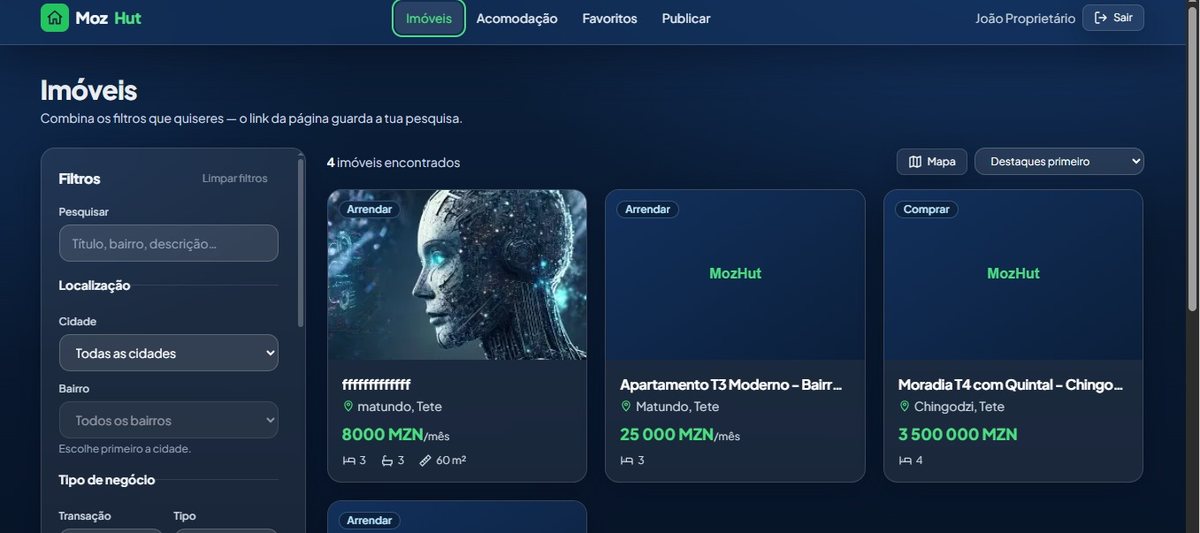 Moz Hut
Imóveis
Acomodação
Favoritos
Publicar
João Proprietário
Sair
Imóveis
Combina os filtros que quiseres — o link da página guarda a tua pesquisa.
Filtros
Limpar filtros
Pesquisar
Título, bairro, descrição...
Localização
Cidade
Todas as cidades
Bairro
Todos os bairros
Escolhe primeiro a cidade.
Tipo de negócio
Transação
Tipo
4 imóveis encontrados
Mapa
Destaques primeiro
Arrendar
fffffffffffff
matundo, Tete
8000 MZN/mês
3
3
60 m²
Arrendar
MozHut
Apartamento T3 Moderno – Bairr...
Matundo, Tete
25 000 MZN/mês
3
Comprar
MozHut
Moradia T4 com Quintal – Chingo...
Chingodzi, Tete
3 500 000 MZN
4
Arrendar